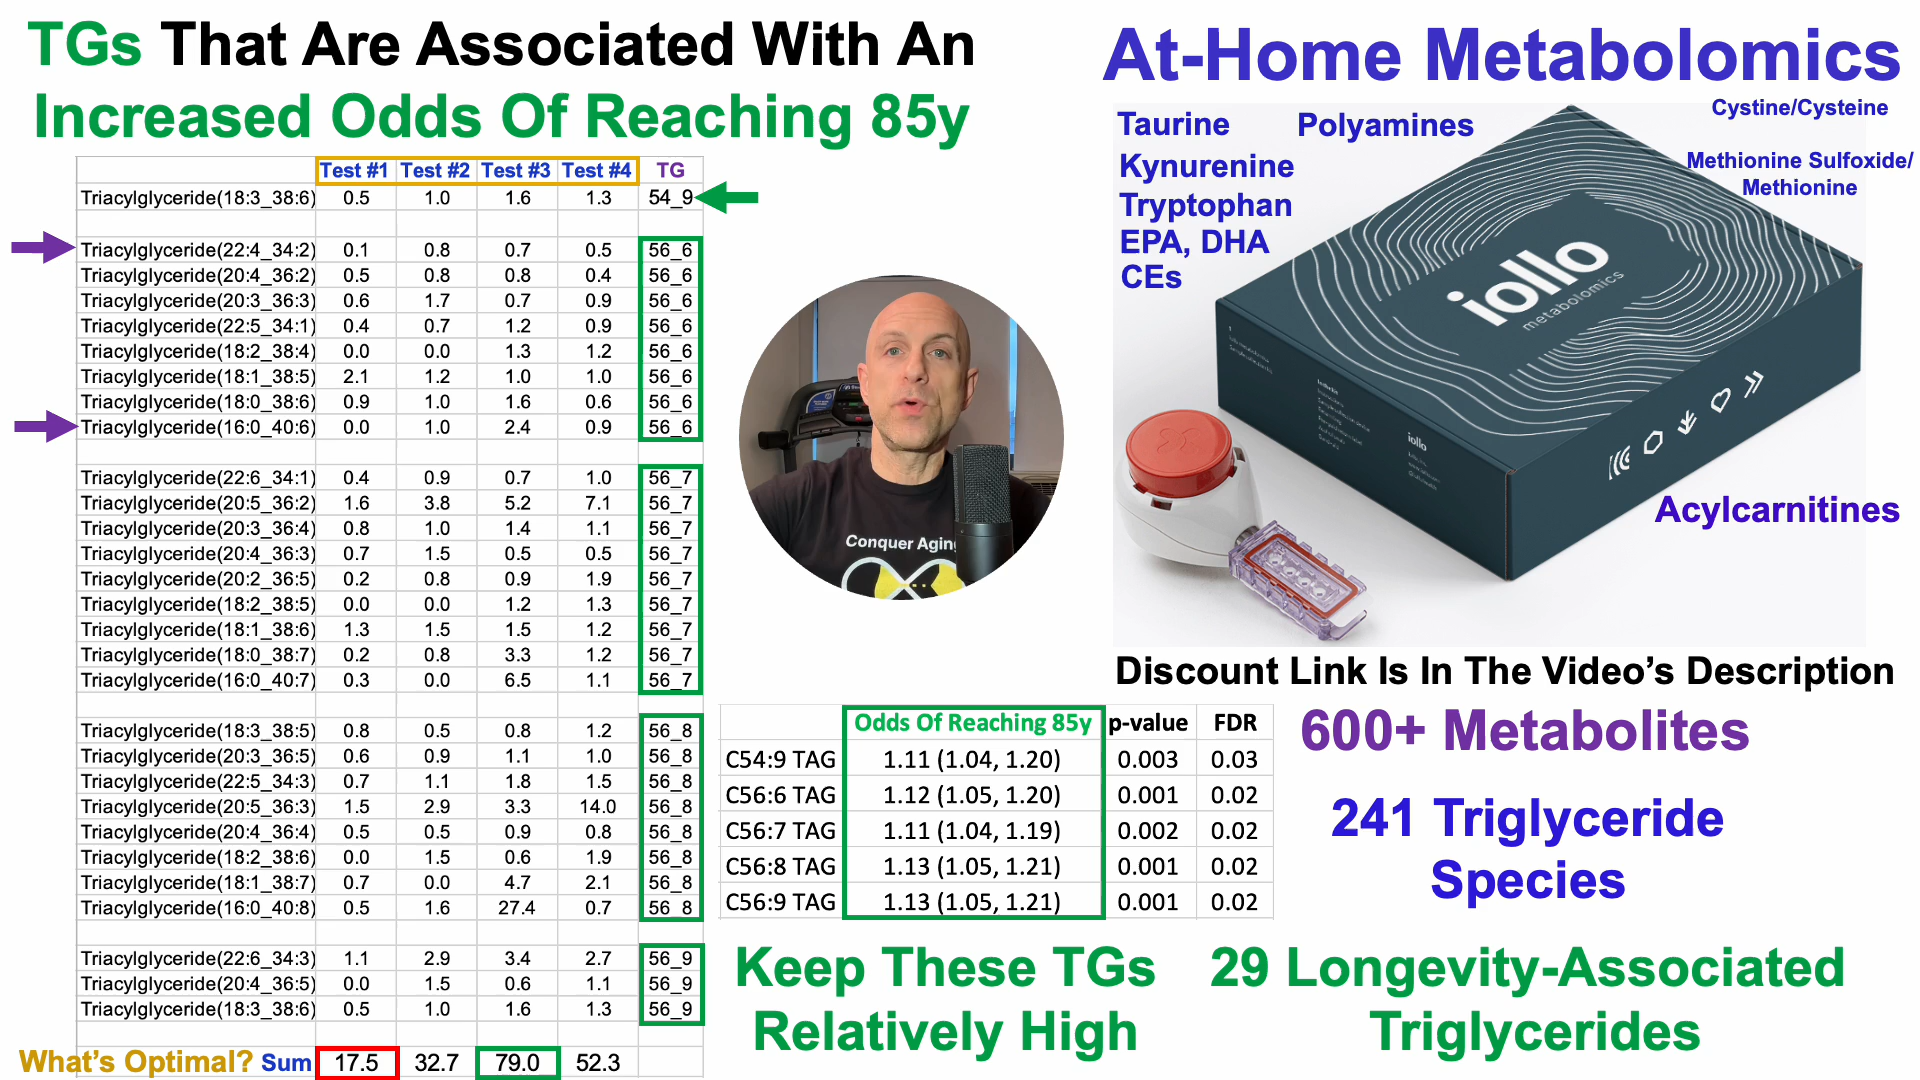 TGs That Are Associated With An
Increased Odds Of Reaching 85y
Test #1 Test #2 Test #3 Test #4 TG
Triacylglyceride(18:3_38:6) 0.5 1.0 1.6 1.3 54_9
Triacylglyceride(22:4_34:2) 0.1 0.8 0.7 0.5 56_6
Triacylglyceride(20:4_36:2) 0.5 0.8 0.8 0.4 56_6
Triacylglyceride(20:3_36:3) 0.6 1.7 0.7 0.9 56_6
Triacylglyceride(22:5_34:1) 0.4 0.7 1.2 0.9 56_6
Triacylglyceride(18:2_38:4) 0.0 0.0 1.3 1.2 56_6
Triacylglyceride(18:1_38:5) 2.1 1.2 1.0 1.0 56_6
Triacylglyceride(18:0_38:6) 0.9 1.0 1.6 0.6 56_6
Triacylglyceride(16:0_40:6) 0.0 1.0 2.4 0.9 56_6
Triacylglyceride(22:6_34:1) 0.4 0.9 0.7 1.0 56_7
Triacylglyceride(20:5_36:2) 1.6 3.8 5.2 7.1 56_7
Triacylglyceride(20:3_36:4) 0.8 1.0 1.4 1.1 56_7
Triacylglyceride(20:4_36:3) 0.7 1.5 0.5 0.5 56_7
Triacylglyceride(20:2_36:5) 0.2 0.8 0.9 1.9 56_7
Triacylglyceride(18:2_38:5) 0.0 0.0 1.2 1.3 56_7
Triacylglyceride(18:1_38:6) 1.3 1.5 1.5 1.2 56_7
Triacylglyceride(18:0_38:7) 0.2 0.8 3.3 1.2 56_7
Triacylglyceride(16:0_40:7) 0.3 0.0 6.5 1.1 56_7
Triacylglyceride(18:3_38:5) 0.8 0.5 0.8 1.2 56_8
Triacylglyceride(20:3_36:5) 0.6 0.9 1.1 1.0 56_8
Triacylglyceride(22:5_34:3) 0.7 1.1 1.8 1.5 56_8
Triacylglyceride(20:5_36:3) 1.5 2.9 3.3 14.0 56_8
Triacylglyceride(20:4_36:4) 0.5 0.5 0.9 0.8 56_8
Triacylglyceride(18:2_38:6) 0.0 1.5 0.6 1.9 56_8
Triacylglyceride(18:1_38:7) 0.7 0.0 4.7 2.1 56_8
Triacylglyceride(16:0_40:8) 0.5 1.6 27.4 0.7 56_8
Triacylglyceride(22:6_34:3) 1.1 2.9 3.4 2.7 56_9
Triacylglyceride(20:4_36:5) 0.0 1.5 0.6 1.1 56_9
Triacylglyceride(18:3_38:6) 0.5 1.0 1.6 1.3 56_9
What's Optimal? Sum 17.5 32.7 79.0 52.3
Conquer Aging
At-Home Metabolomics
Taurine
Polyamines
Cystine/Cysteine
Kynurenine
Methionine Sulfoxide/
Methionine
Tryptophan
EPA, DHA
CEs
iollo
metabolomics
iollo
Acylcarnitines
Discount Link Is In The Video's Description
Odds Of Reaching 85y p-value FDR
C54:9 TAG 1.11 (1.04, 1.20) 0.003 0.03
C56:6 TAG 1.12 (1.05, 1.20) 0.001 0.02
C56:7 TAG 1.11 (1.04, 1.19) 0.002 0.02
C56:8 TAG 1.13 (1.05, 1.21) 0.001 0.02
C56:9 TAG 1.13 (1.05, 1.21) 0.001 0.02
600+ Metabolites
241 Triglyceride
Species
Keep These TGs
Relatively High
29 Longevity-Associated
Triglycerides